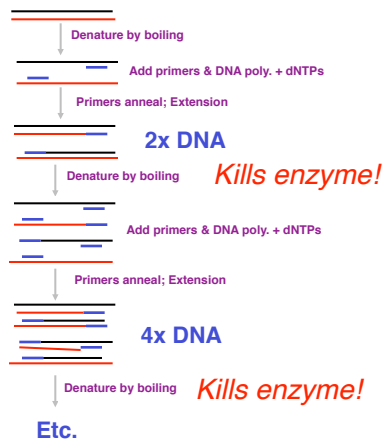 Denature by boiling
Add primers & DNA poly. + dNTPs
Primers anneal; Extension
2x DNA
Denature by boiling
Kills enzyme!
Add primers & DNA poly. + dNTPs
Primers anneal; Extension
4x DNA
Denature by boiling
Kills enzyme!
Etc.